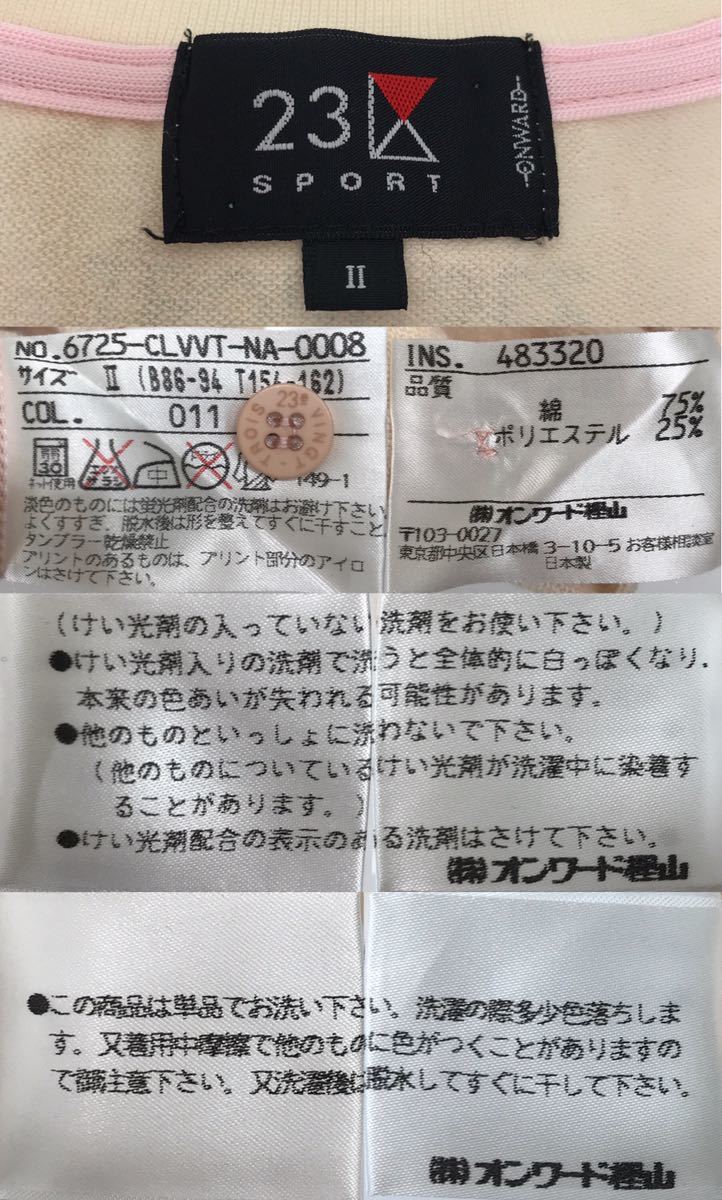 23
SPORT
ONWARD
II
NO.6725-CLVVT-NA-0008
サイズ II (B86-94 T154-162)
COL. 011
23e VINGT TROIS
弱
30
ネット使用
エンソ
サラシ
149-1
淡色のものには蛍光剤配合の洗剤はお避け下さい
よくすすぎ、脱水後は形を整えてすぐに干すこと
タンブラー乾燥禁止
プリントのあるものは、プリント部分のアイロ
ンはさけて下さい。
INS. 483320
品質
綿 75%
ポリエステル 25%
㈱オンワード樫山
〒103-0027
東京都中央区日本橋 3-10-5 お客様相談室
日本製
(けい光剤の入っていない洗剤をお使い下さい。)
●けい光剤入りの洗剤で洗うと全体的に白っぽくなり.
本来の色あいが失われる可能性があります。
●他のものといっしょに洗わないで下さい。
(他のものについているけい光剤が洗濯中に染着す
ることがあります。)
●けい光剤配合の表示のある洗剤はさけて下さい。
㈱オンワード樫山
●この商品は単品でお洗い下さい。洗濯の際多少色落ちしま
す。又着用中摩擦で他のものに色がつくことがありますの
で御注意下さい。又洗濯後は脱水してすぐに干して下さい。
㈱オンワード樫山